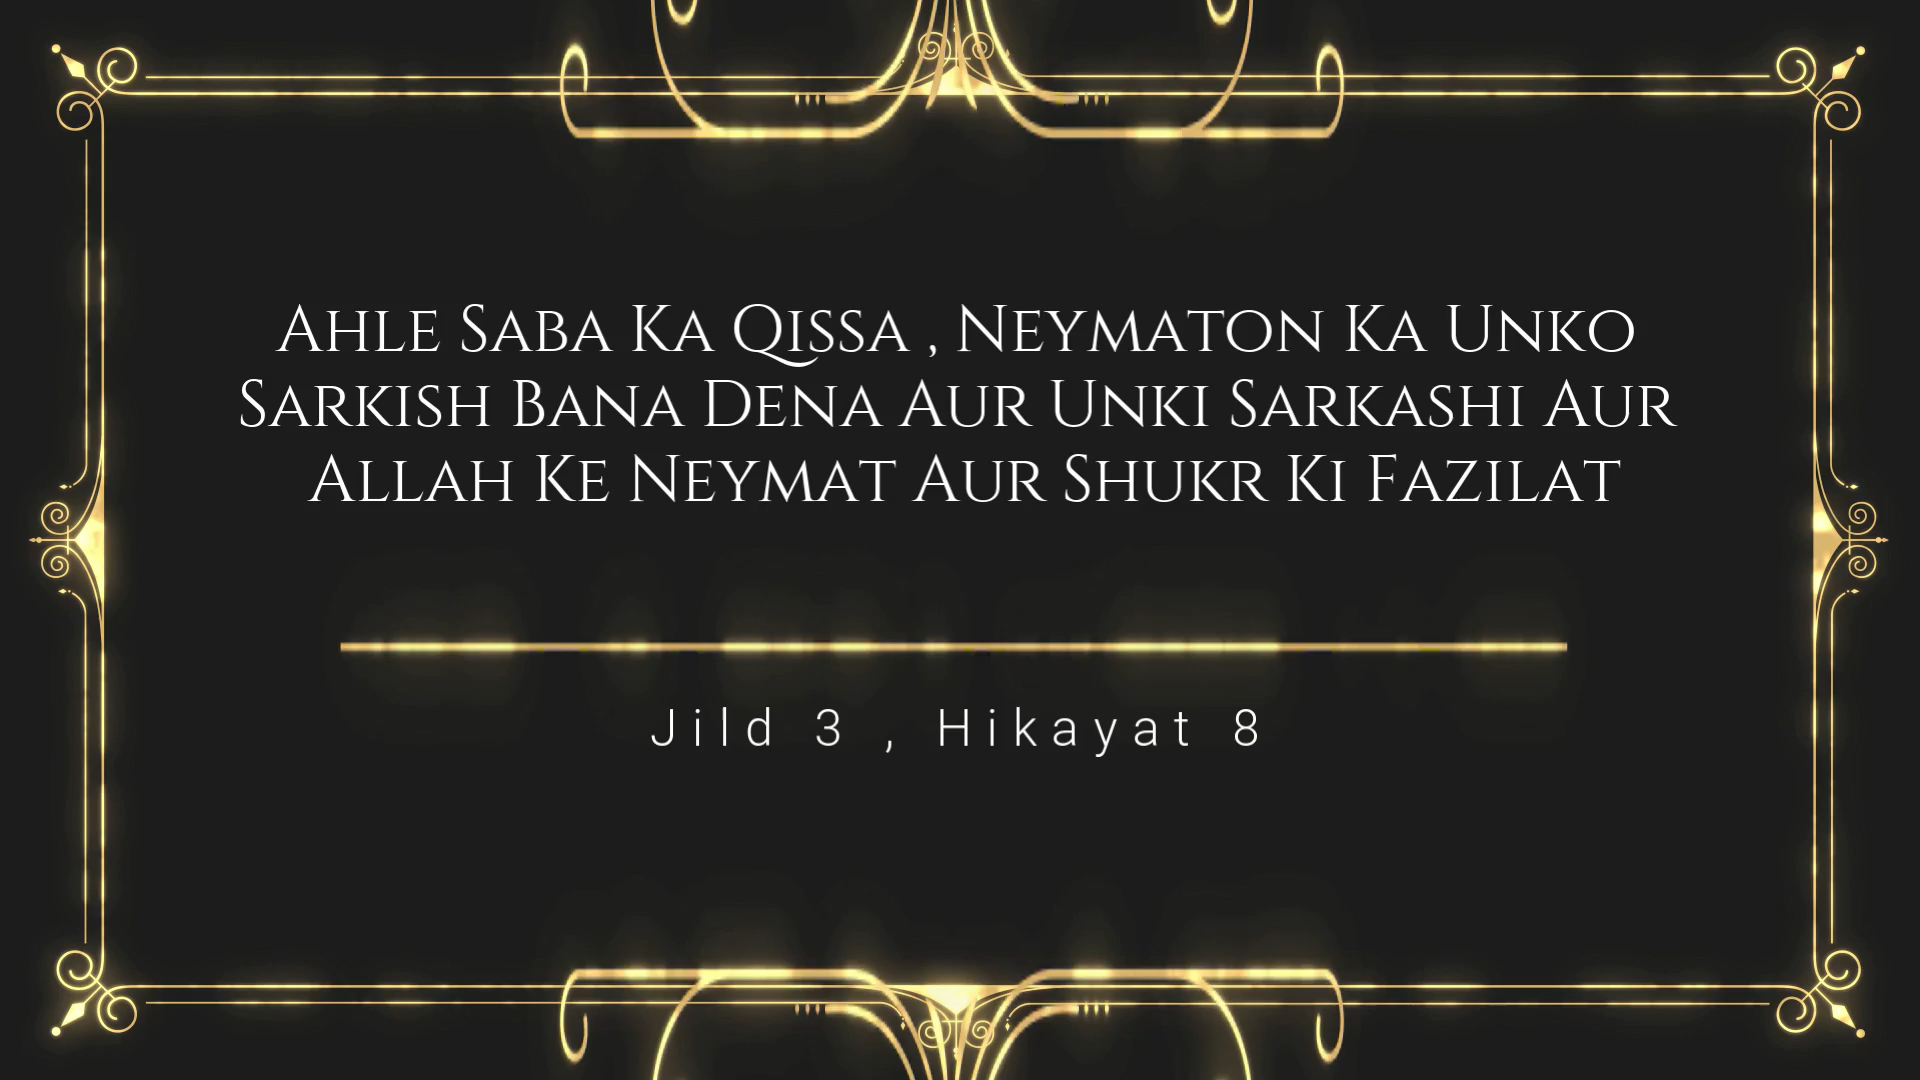 Ahle Saba Ka Qissa , Neymaton Ka Unko
Sarkish Bana Dena Aur Unki Sarkashi Aur
Allah Ke Neymat Aur Shukr Ki Fazilat
Jild 3 , Hikayat 8